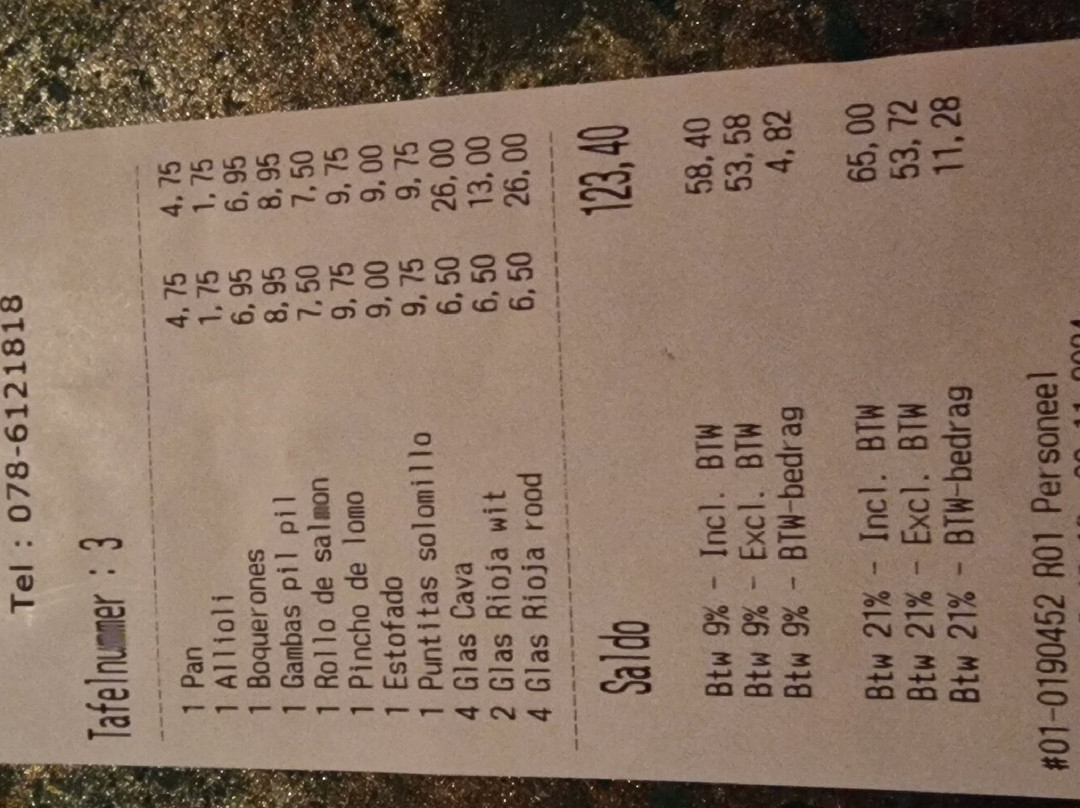 Tel : 078-6121818
Tafelnummer : 3
1 Pan 4,75 4,75
1 Allioli 1,75 1,75
1 Boquerones 6,95 6,95
1 Gambas pil pil 8,95 8,95
1 Rollo de salmon 7,50 7,50
1 Pincho de lomo 9,75 9,75
1 Estofado 9,00 9,00
1 Puntitas solomillo 9,75 9,75
4 Glas Cava 6,50 26,00
2 Glas Rioja wit 6,50 13,00
4 Glas Rioja rood 6,50 26,00
Saldo 123,40
Btw 9% - Incl. BTW 58,40
Btw 9% - Excl. BTW 53,58
Btw 9% - BTW-bedrag 4,82
Btw 21% - Incl. BTW 65,00
Btw 21% - Excl. BTW 53,72
Btw 21% - BTW-bedrag 11,28
#01-0190452 R01 Personeel